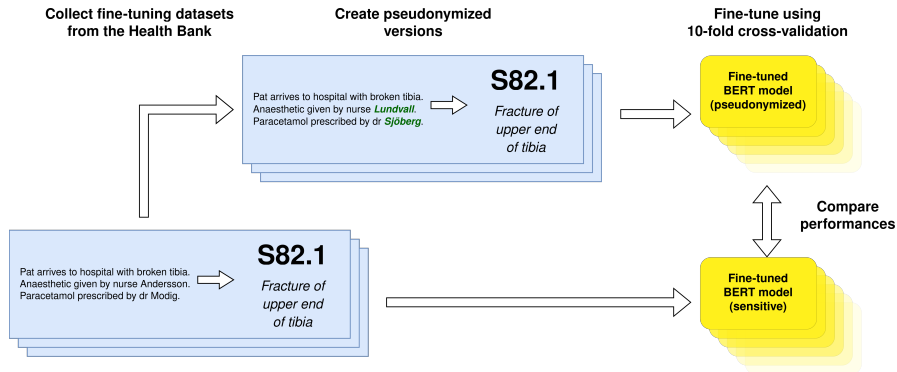 Collect fine-tuning datasets
from the Health Bank
Create pseudonymized
versions
Fine-tune using
10-fold cross-validation
Pat arrives to hospital with broken tibia.
Anaesthetic given by nurse Lundvall.
Paracetamol prescribed by dr Sjöberg.
S82.1
Fracture of
upper end
of tibia
Fine-tuned
BERT model
(pseudonymized)
Compare
performances
Pat arrives to hospital with broken tibia.
Anaesthetic given by nurse Andersson.
Paracetamol prescribed by dr Modig.
S82.1
Fracture of
upper end
of tibia
Fine-tuned
BERT model
(sensitive)